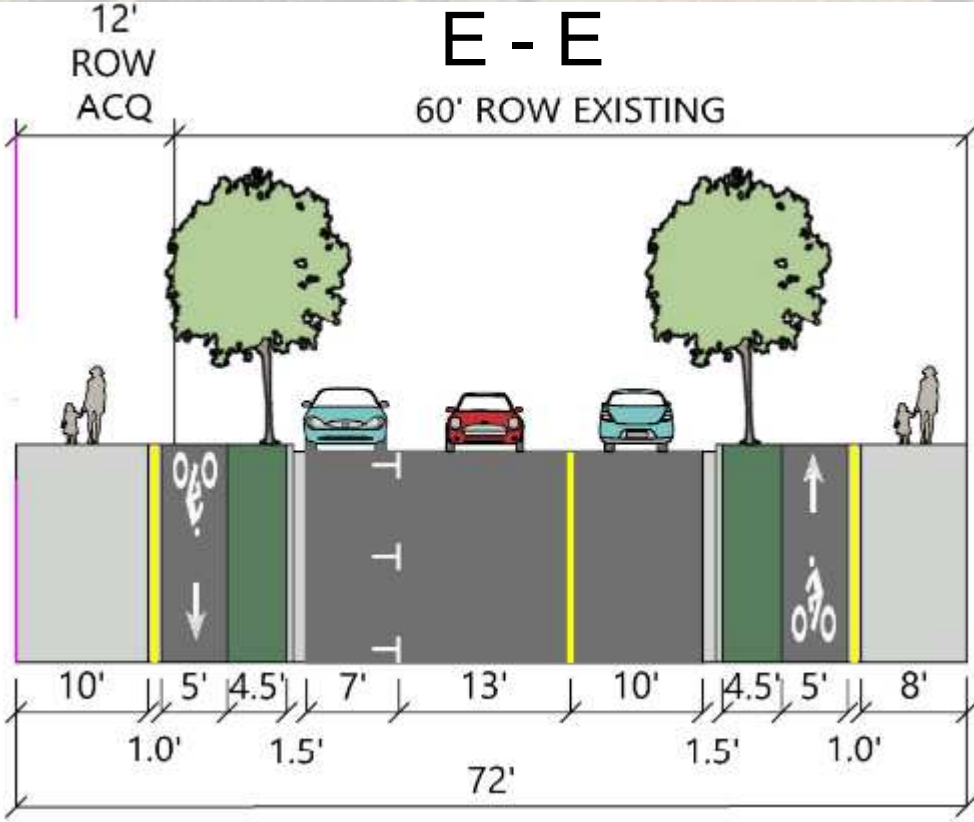 12'
ROW
ACQ
E - E
60' ROW EXISTING
10' 5' 4.5' 7' 13' 10' 4.5' 5' 8'
1.0' 1.5' 1.5' 1.0'
72'